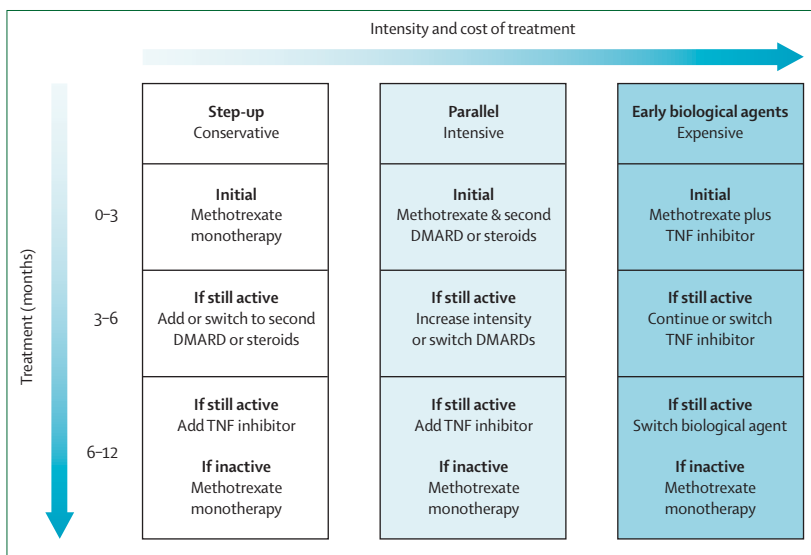 Intensity and cost of treatment
Step-up
Conservative
Parallel
Intensive
Early biological agents
Expensive
Treatment (months)
0–3
Initial
Methotrexate
monotherapy
Initial
Methotrexate & second
DMARD or steroids
Initial
Methotrexate plus
TNF inhibitor
3–6
If still active
Add or switch to second
DMARD or steroids
If still active
Increase intensity
or switch DMARDs
If still active
Continue or switch
TNF inhibitor
6–12
If still active
Add TNF inhibitor
If inactive
Methotrexate
monotherapy
If still active
Add TNF inhibitor
If inactive
Methotrexate
monotherapy
If still active
Switch biological agent
If inactive
Methotrexate
monotherapy